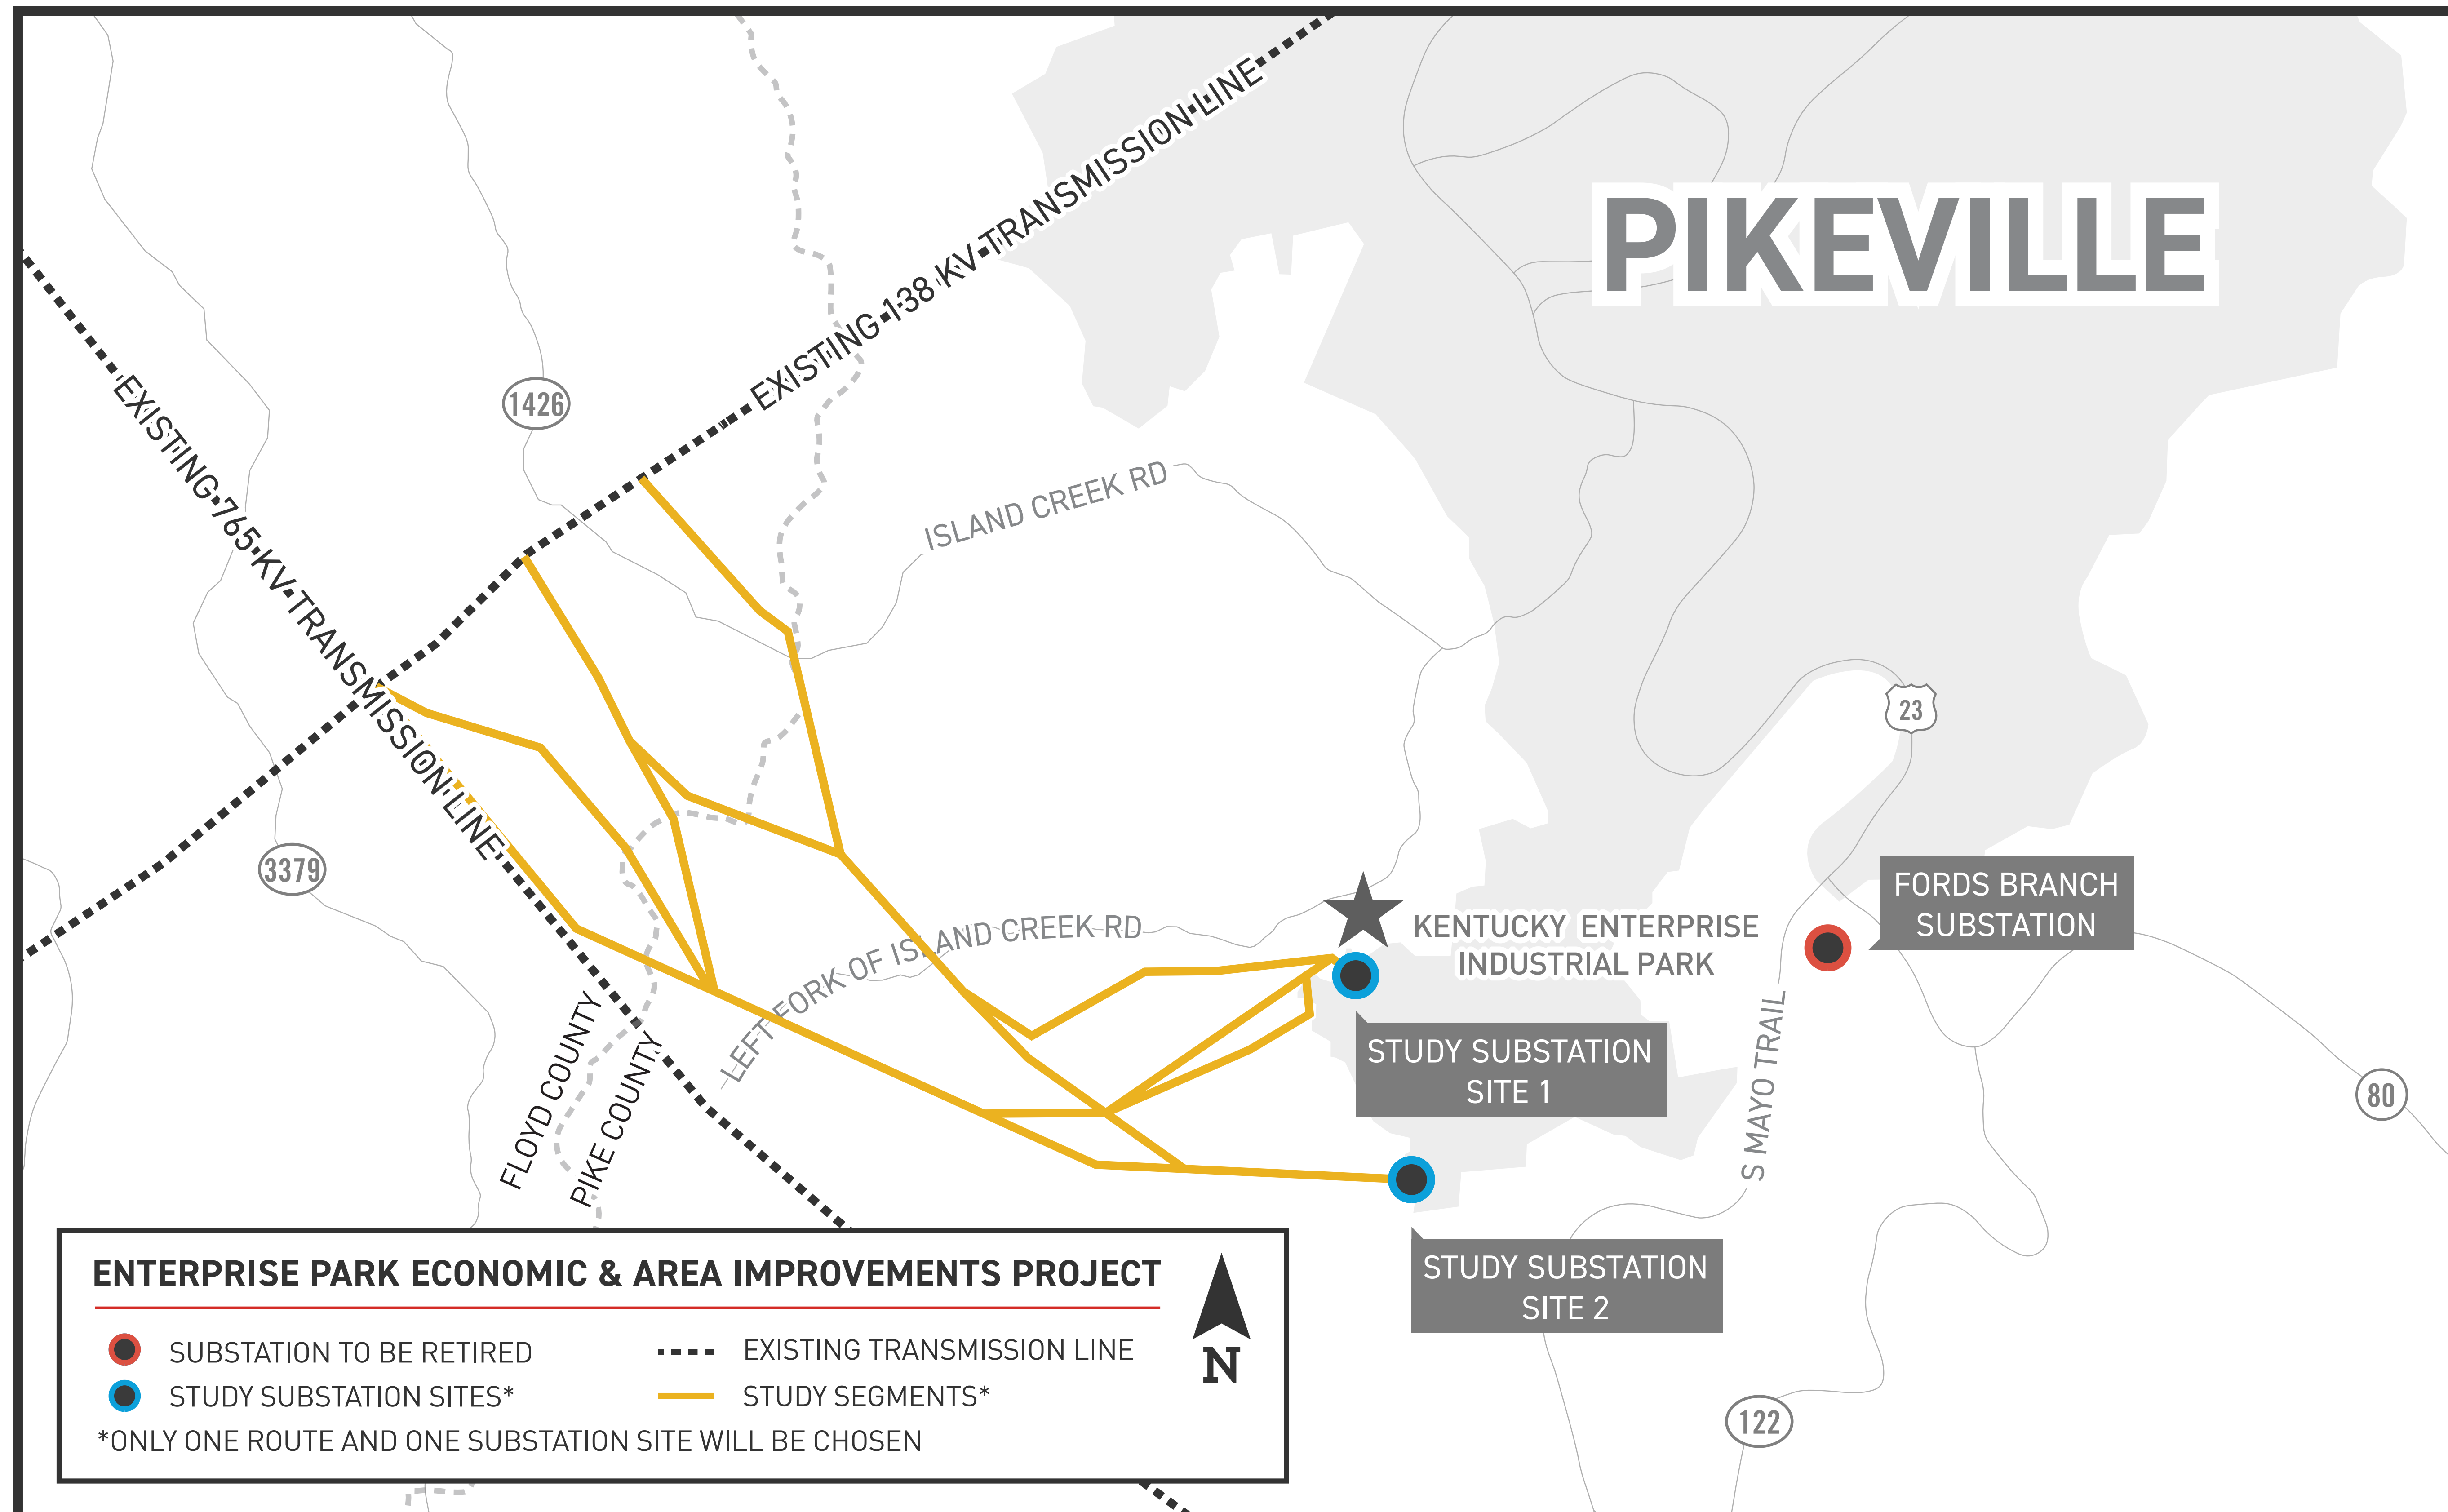 EXISTING 138 KV TRANSMISSION LINE
PIKEVILLE
EXISTING 765 KV TRANSMISSION LINE
1426
ISLAND CREEK RD
23
3379
FORDS BRANCH
SUBSTATION
LEFT FORK OF ISLAND CREEK RD
KENTUCKY ENTERPRISE
INDUSTRIAL PARK
STUDY SUBSTATION
SITE 1
S MAYO TRAIL
80
FLOYD COUNTY
PIKE COUNTY
STUDY SUBSTATION
SITE 2
122
ENTERPRISE PARK ECONOMIC & AREA IMPROVEMENTS PROJECT
SUBSTATION TO BE RETIRED
EXISTING TRANSMISSION LINE
STUDY SUBSTATION SITES*
STUDY SEGMENTS*
*ONLY ONE ROUTE AND ONE SUBSTATION SITE WILL BE CHOSEN
N